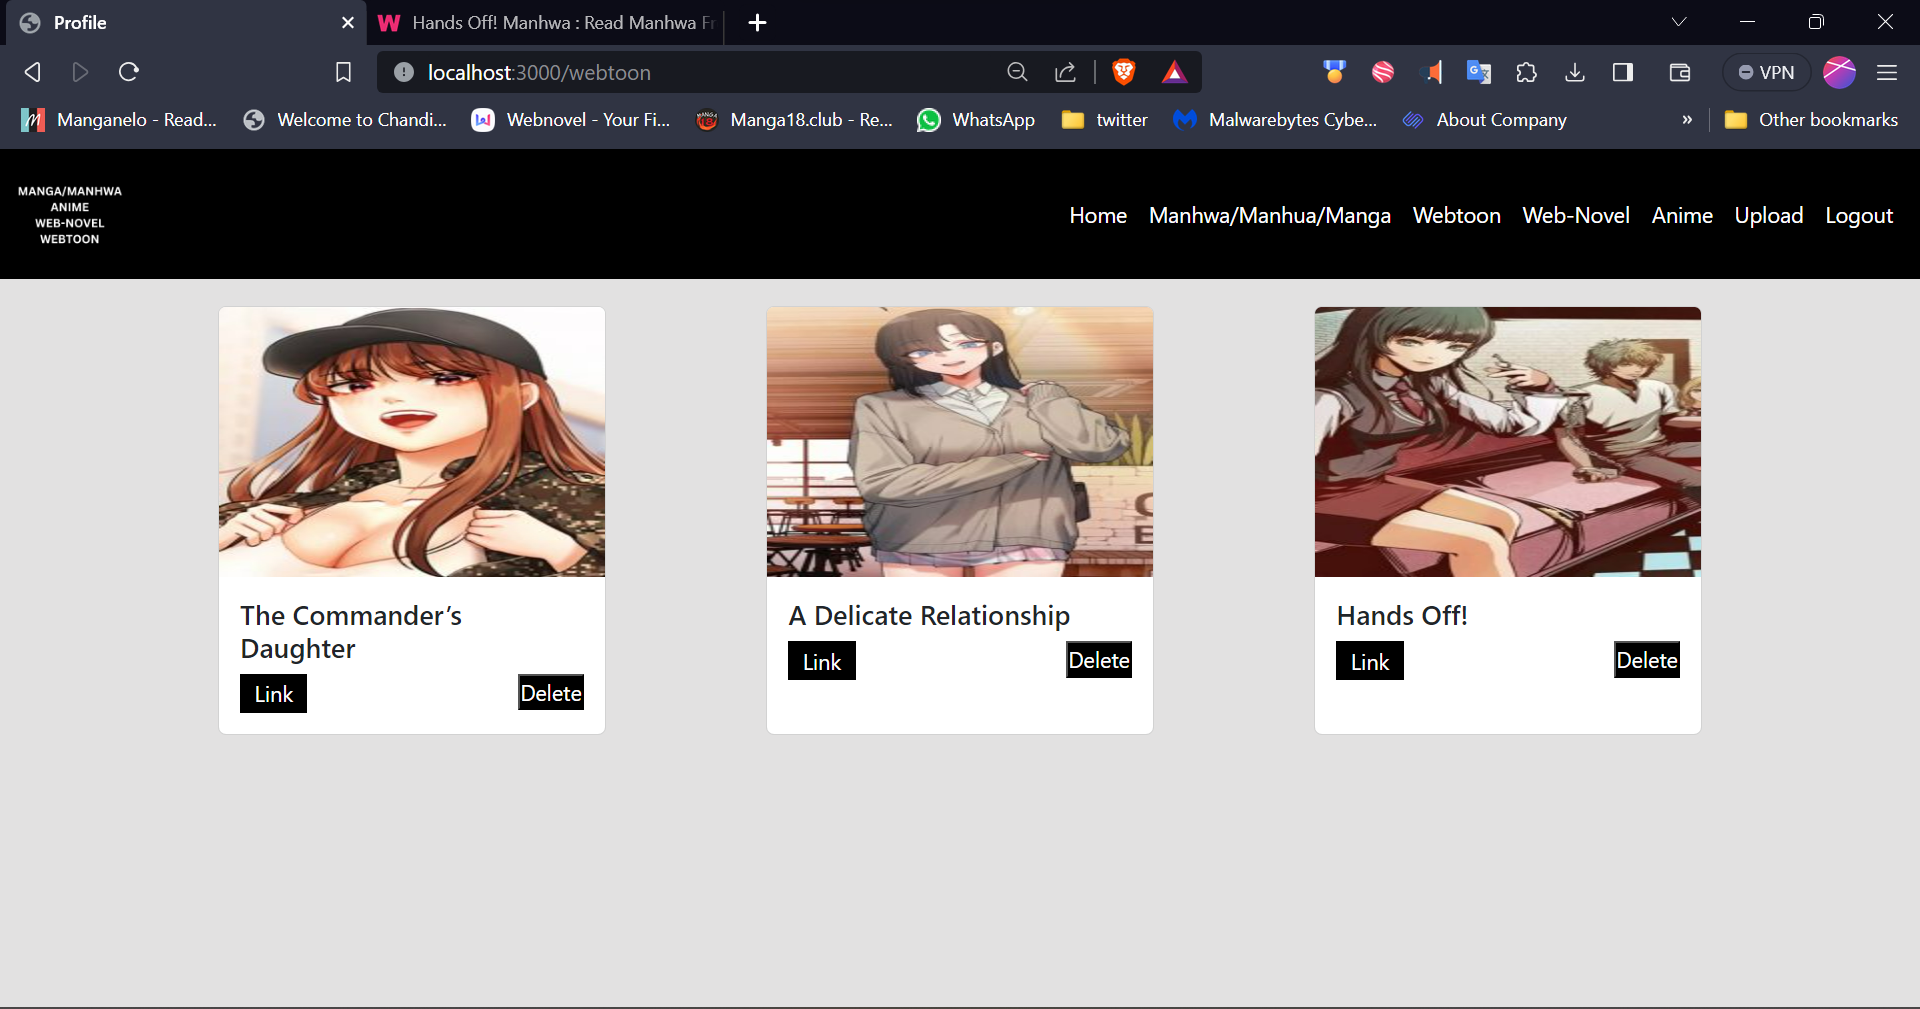 Profile
Hands Off! Manhwa : Read Manhwa Fr
localhost:3000/webtoon
VPN
Manganelo - Read...
Welcome to Chandi...
Webnovel - Your Fi...
Manga18.club - Re...
WhatsApp
twitter
Malwarebytes Cybe...
About Company
»
Other bookmarks
MANGA/MANHWA
ANIME
WEB-NOVEL
WEBTOON
Home
Manhwa/Manhua/Manga
Webtoon
Web-Novel
Anime
Upload
Logout
The Commander’s
Daughter
Link
Delete
A Delicate Relationship
Link
Delete
Hands Off!
Link
Delete